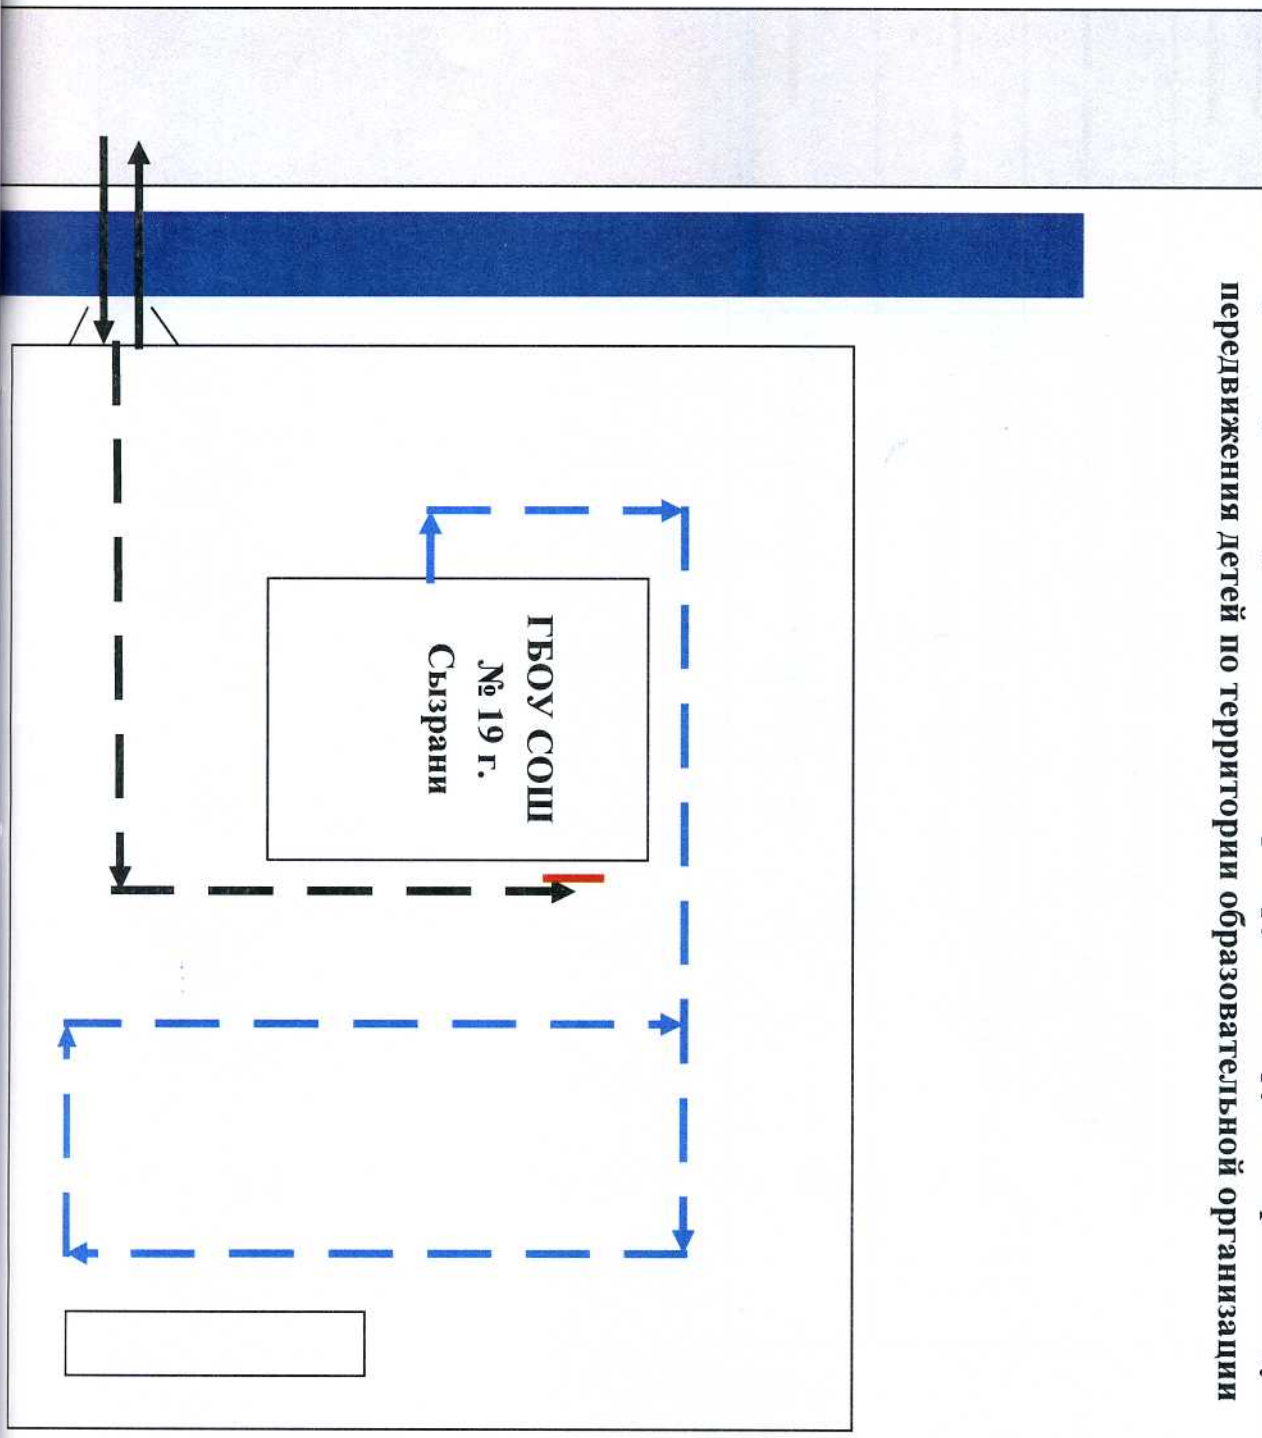 передвижения детей по территории образовательной организации
ГБОУ СОШ
№ 19 г.
Сызрани